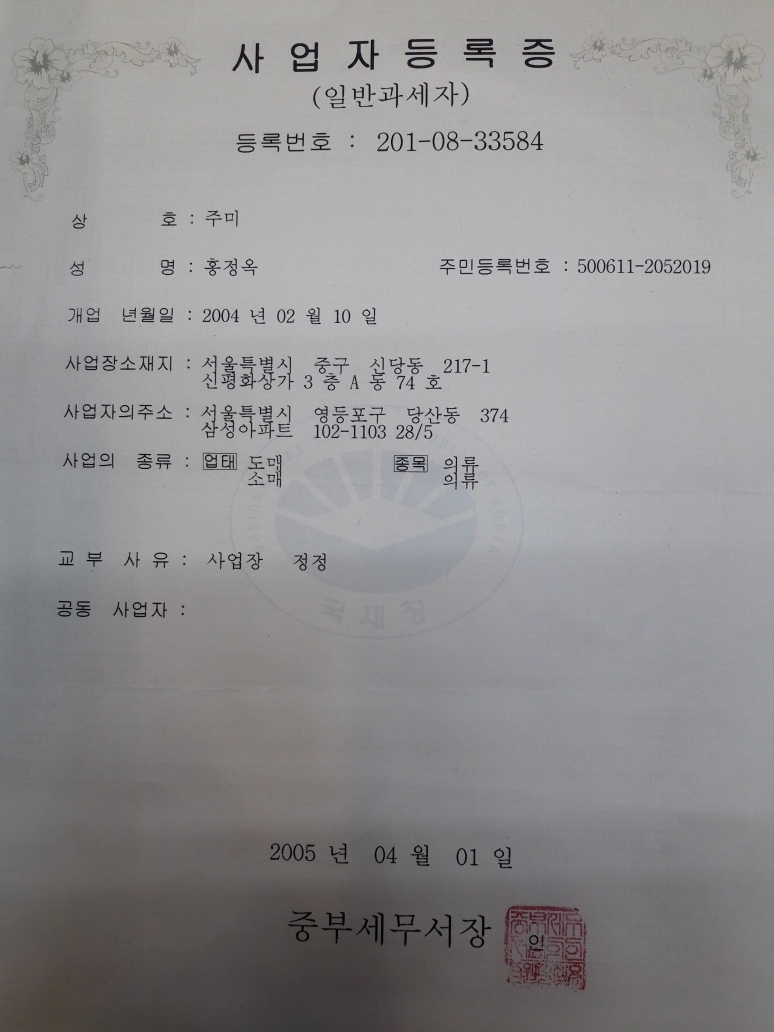 사업자등록증
(일반과세자)
등록번호 : 201-08-33584
상 호 : 주미
성 명 : 홍정옥 주민등록번호 : 500611-2052019
개업 년월일 : 2004 년 02 월 10 일
사업장소재지 : 서울특별시 중구 신당동 217-1
신평화상가 3 층 A 동 74 호
사업자의주소 : 서울특별시 영등포구 당산동 374
삼성아파트 102-1103 28/5
사업의 종류 : 업태 도매 종목 의류
소매 의류
교 부 사 유 : 사업장 정정
공동 사업자 :
국세청
2005 년 04 월 01 일
중부세무서장 인